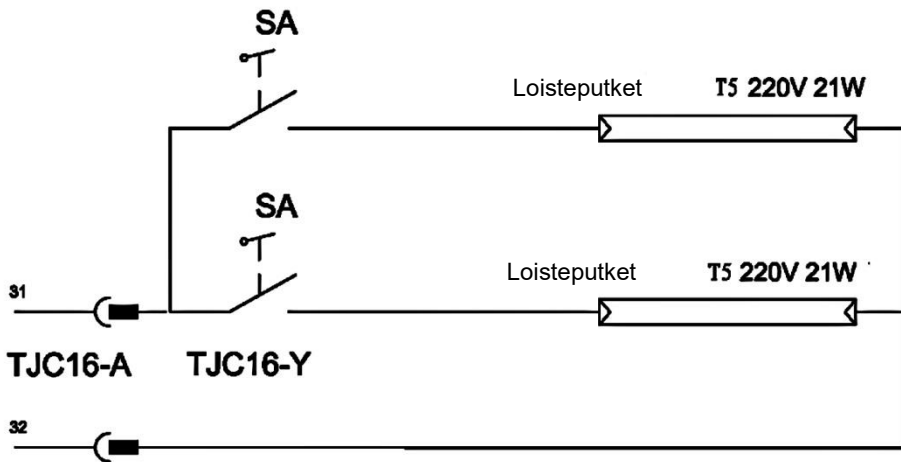 SA
Loisteputket T5 220V 21W
SA
Loisteputket T5 220V 21W
31
TJC16-A TJC16-Y
32